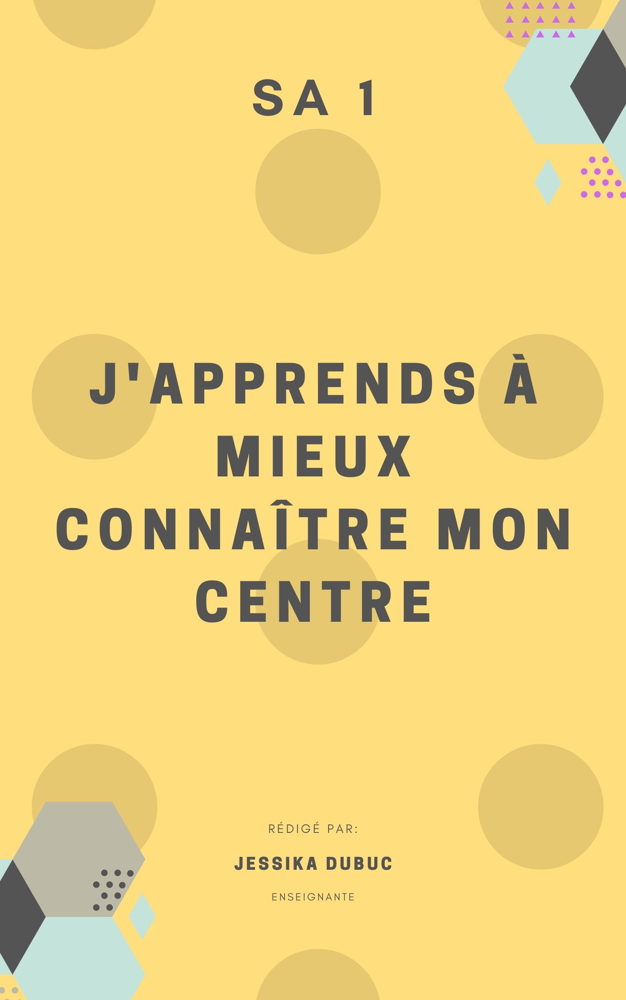 SA 1
J'APPRENDS À
MIEUX
CONNAÎTRE MON
CENTRE
RÉDIGÉ PAR:
JESSIKA DUBUC
ENSEIGNANTE